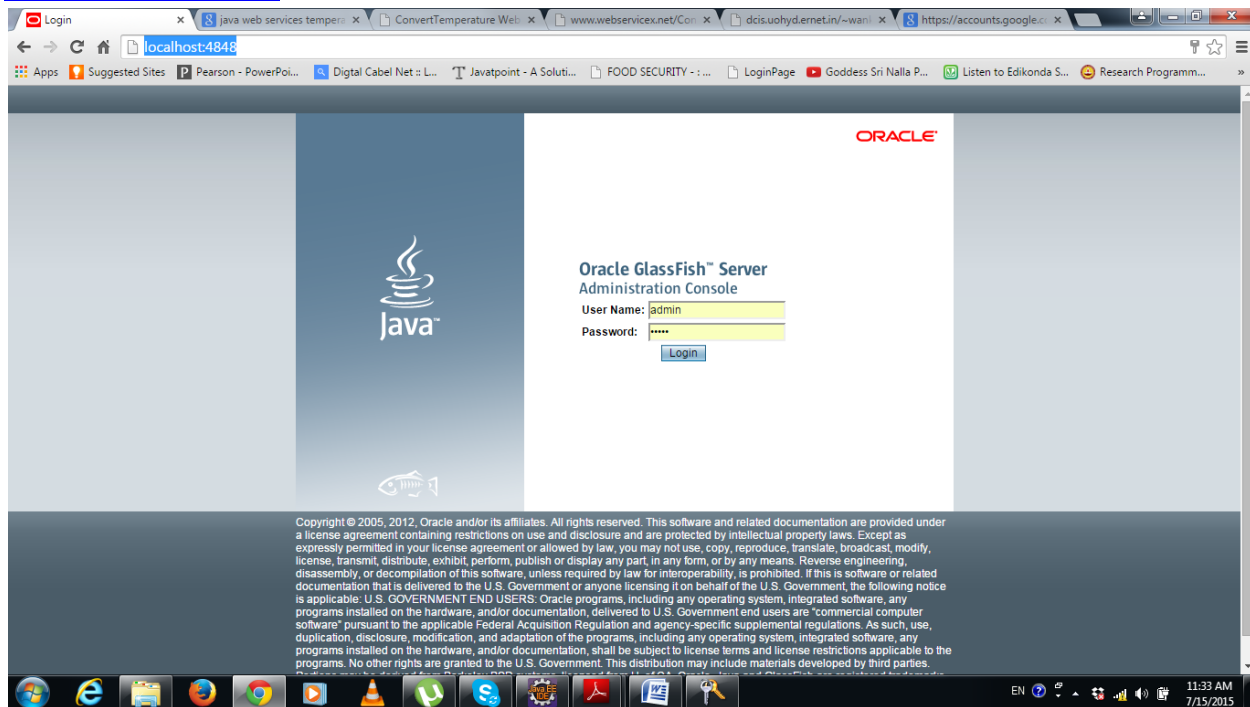 Login
java web services tempera
ConvertTemperature Web
www.webservicex.net/Con
dcis.uohyd.ernet.in/~wank
https://accounts.google.co
localhost:4848
Apps
Suggested Sites
Pearson - PowerPoi...
Digtal Cabel Net :: L...
Javatpoint - A Soluti...
FOOD SECURITY - : ...
LoginPage
Goddess Sri Nalla P...
Listen to Edikonda S...
Research Programm...
»
ORACLE
Java™
Oracle GlassFish™ Server
Administration Console
User Name: admin
Password: •••••
Login
Copyright © 2005, 2012, Oracle and/or its affiliates. All rights reserved. This software and related documentation are provided under
a license agreement containing restrictions on use and disclosure and are protected by intellectual property laws. Except as
expressly permitted in your license agreement or allowed by law, you may not use, copy, reproduce, translate, broadcast, modify,
license, transmit, distribute, exhibit, perform, publish or display any part, in any form, or by any means. Reverse engineering,
disassembly, or decompilation of this software, unless required by law for interoperability, is prohibited. If this is software or related
documentation that is delivered to the U.S. Government or anyone licensing it on behalf of the U.S. Government, the following notice
is applicable: U.S. GOVERNMENT END USERS: Oracle programs, including any operating system, integrated software, any
programs installed on the hardware, and/or documentation, delivered to U.S. Government end users are "commercial computer
software" pursuant to the applicable Federal Acquisition Regulation and agency-specific supplemental regulations. As such, use,
duplication, disclosure, modification, and adaptation of the programs, including any operating system, integrated software, any
programs installed on the hardware, and/or documentation, shall be subject to license terms and license restrictions applicable to the
programs. No other rights are granted to the U.S. Government. This distribution may include materials developed by third parties.
Java EE
IDE
EN
11:33 AM
7/15/2015